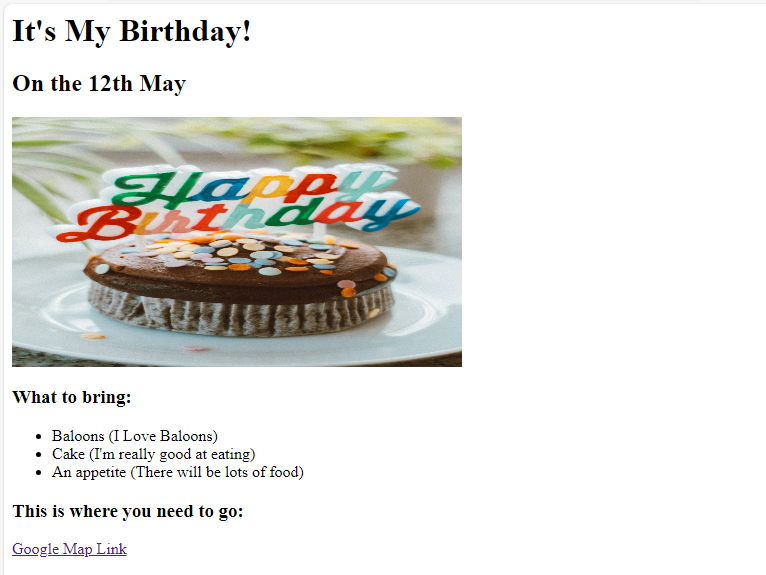 It's My Birthday!
On the 12th May
Happy
Birthday
What to bring:
Baloons (I Love Baloons)
Cake (I'm really good at eating)
An appetite (There will be lots of food)
This is where you need to go:
Google Map Link